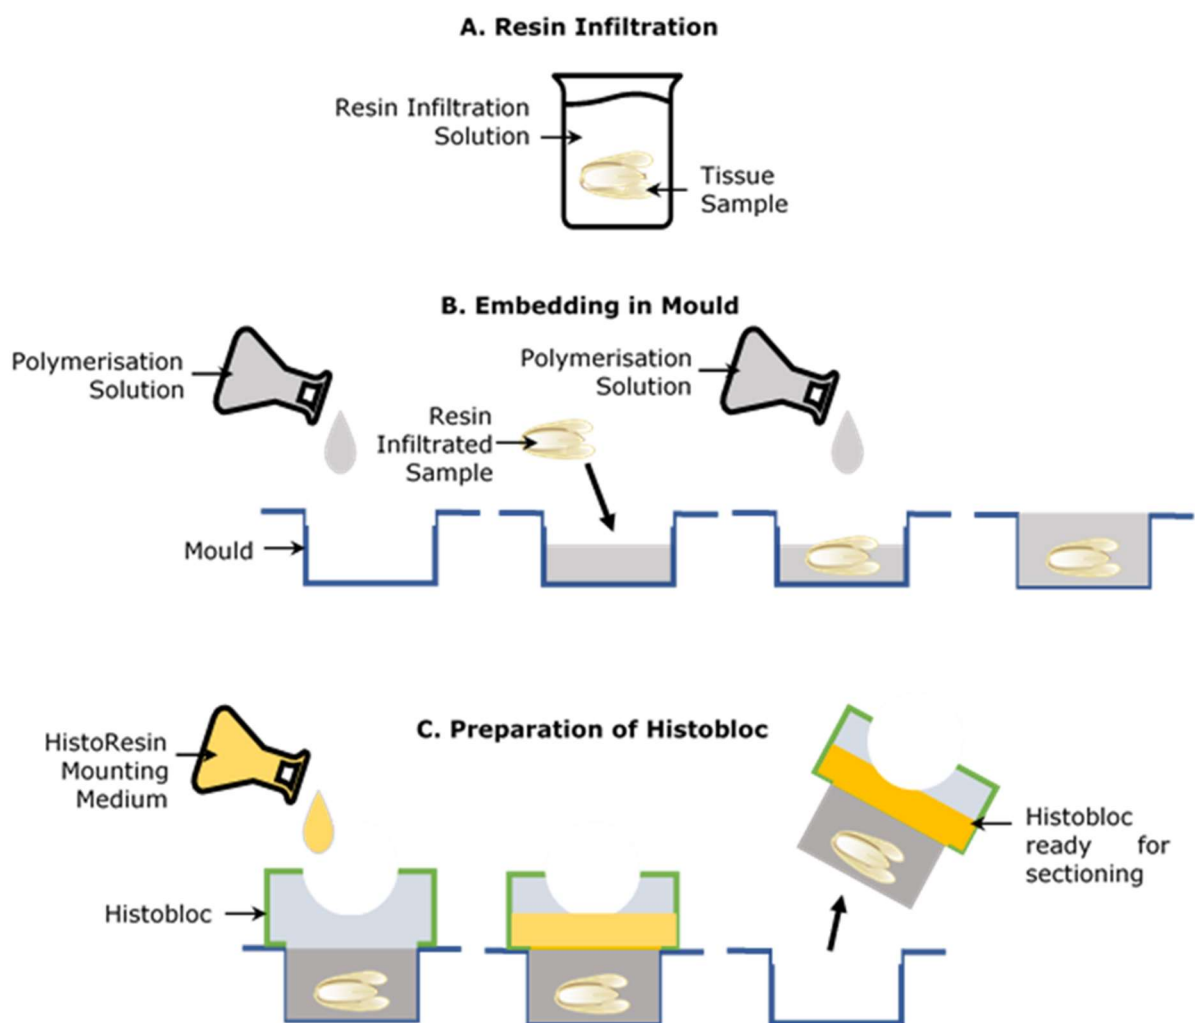 A. Resin Infiltration
Resin Infiltration
Solution
Tissue
Sample
B. Embedding in Mould
Polymerisation
Solution
Polymerisation
Solution
Resin
Infiltrated
Sample
Mould
C. Preparation of Histobloc
HistoResin
Mounting
Medium
Histobloc
ready for
sectioning
Histobloc